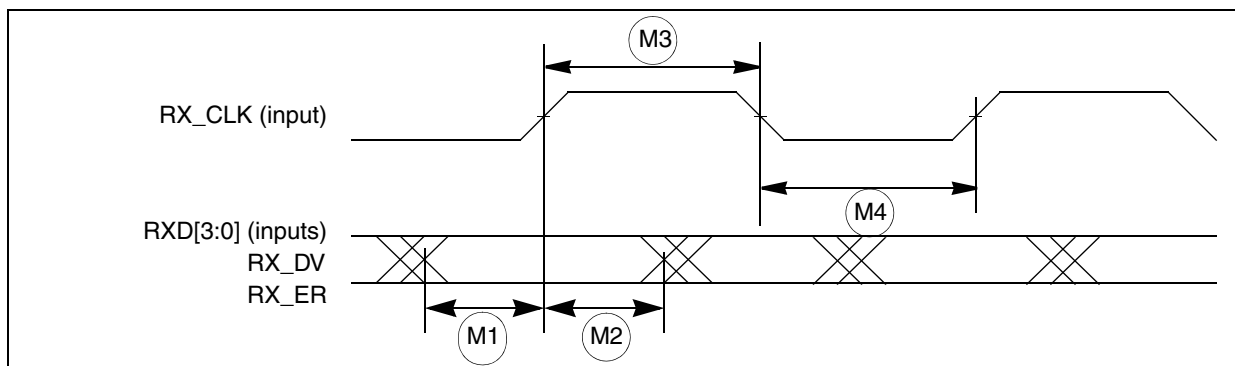 M3
RX_CLK (input)
M4
RXD[3:0] (inputs)
RX_DV
RX_ER
M1
M2